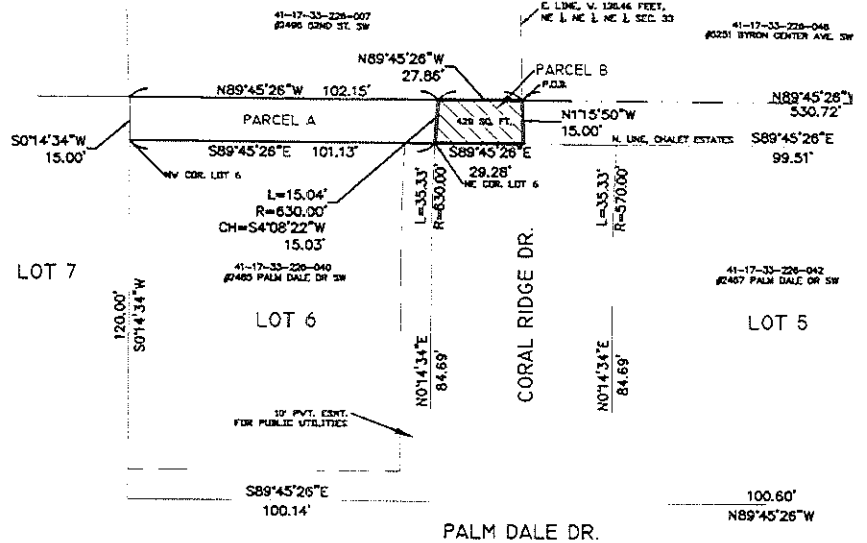 E. LINE, W. 126.46 FEET,
NE ¼, NE ¼, NE ¼ SEC. 33
41-17-33-226-007
#2496 62ND ST. SW
41-17-33-226-046
#6251 BYRON CENTER AVE. SW
N89°45'26"W
27.86'
PARCEL B
P.O.B.
N89°45'26"W 102.15'
N89°45'26"W
530.72'
PARCEL A
429 SQ. FT.
N1°15'50"W
15.00'
S0°14'34"W
15.00'
N. LINE, CHALET ESTATES
S89°45'26"E
99.51'
S89°45'26"E 101.13'
S89°45'26"E
29.28'
NW COR. LOT 6
NE COR. LOT 6
L=15.04'
R=630.00'
CH=S4°08'22"W
15.03'
L=35.33'
R=630.00'
L=35.33'
R=570.00'
LOT 7
41-17-33-226-040
#2485 PALM DALE DR SW
41-17-33-226-042
#2467 PALM DALE DR SW
LOT 6
LOT 5
120.00'
S0°14'34"W
N0°14'34"E
84.69'
CORAL RIDGE DR.
N0°14'34"E
84.69'
10' PVT. ESMT.
FOR PUBLIC UTILITIES
S89°45'26"E
100.14'
100.60'
N89°45'26"W
PALM DALE DR.